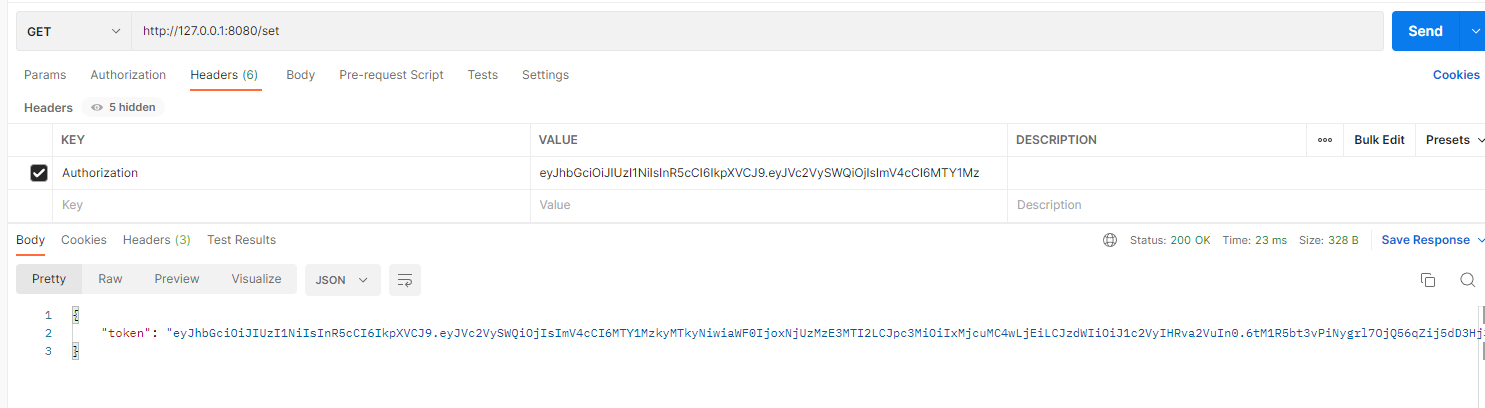 GET http://127.0.0.1:8080/set Send
Params Authorization Headers (6) Body Pre-request Script Tests Settings Cookies
Headers 5 hidden
KEY VALUE DESCRIPTION ooo Bulk Edit Presets
Authorization eyJhbGciOiJIUzI1NiIsInR5cCI6IkpXVCJ9.eyJVc2VySWQiOjIsImV4cCI6MTY1Mz
Key Value Description
Body Cookies Headers (3) Test Results Status: 200 OK Time: 23 ms Size: 328 B Save Response
Pretty Raw Preview Visualize JSON
1 {
2 "token": "eyJhbGciOiJIUzI1NiIsInR5cCI6IkpXVCJ9.eyJVc2VySWQiOjIsImV4cCI6MTY1MzkyMTkyNiwiaWF0IjoxNjUzMzE3MTI2LCJpc3MiOiIxMjcuMC4wLjEiLCJzdWIiOiJ1c2VyIHRva2VuIn0.6tM1R5bt3vPiNygrl7OjQ56qZij5dD3Hj
3 }